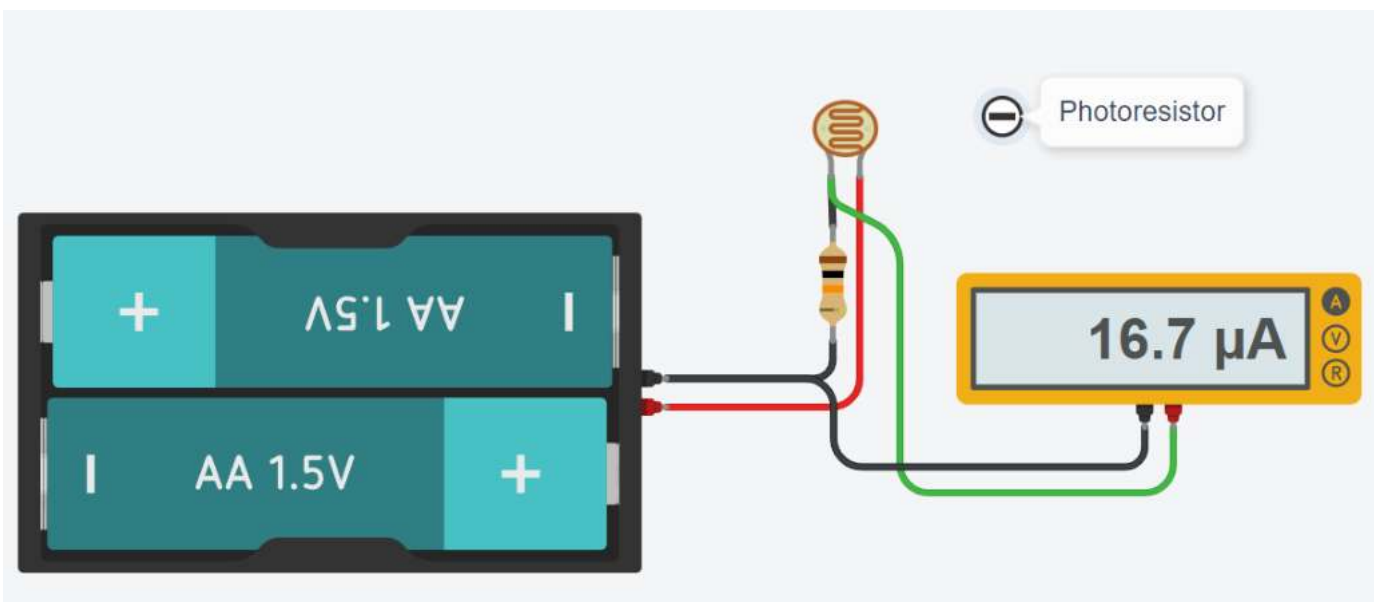 Photoresistor
+ AA 1.5V -
16.7 µA
A
V
R
- AA 1.5V +